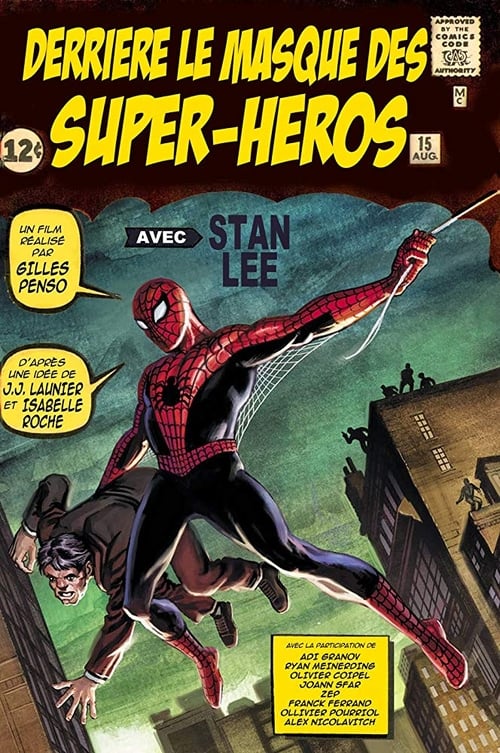 DERRIERE LE MASQUE DES
SUPER-HEROS
APPROVED
BY THE
COMICS
CODE
AUTHORITY
M
C
12¢
15
AUG.
UN FILM
RÉALISÉ
PAR
GILLES
PENSO
AVEC
STAN
LEE
D'APRÈS
UNE IDÉE DE
J.J. LAUNIER
ET ISABELLE
ROCHE
AVEC LA PARTICIPATION DE
ADI GRANOV
RYAN MEINERDING
OLIVIER COIPEL
JOANN SFAR
ZEP
FRANCK FERRAND
OLLIVIER POURRIOL
ALEX NICOLAVITCH